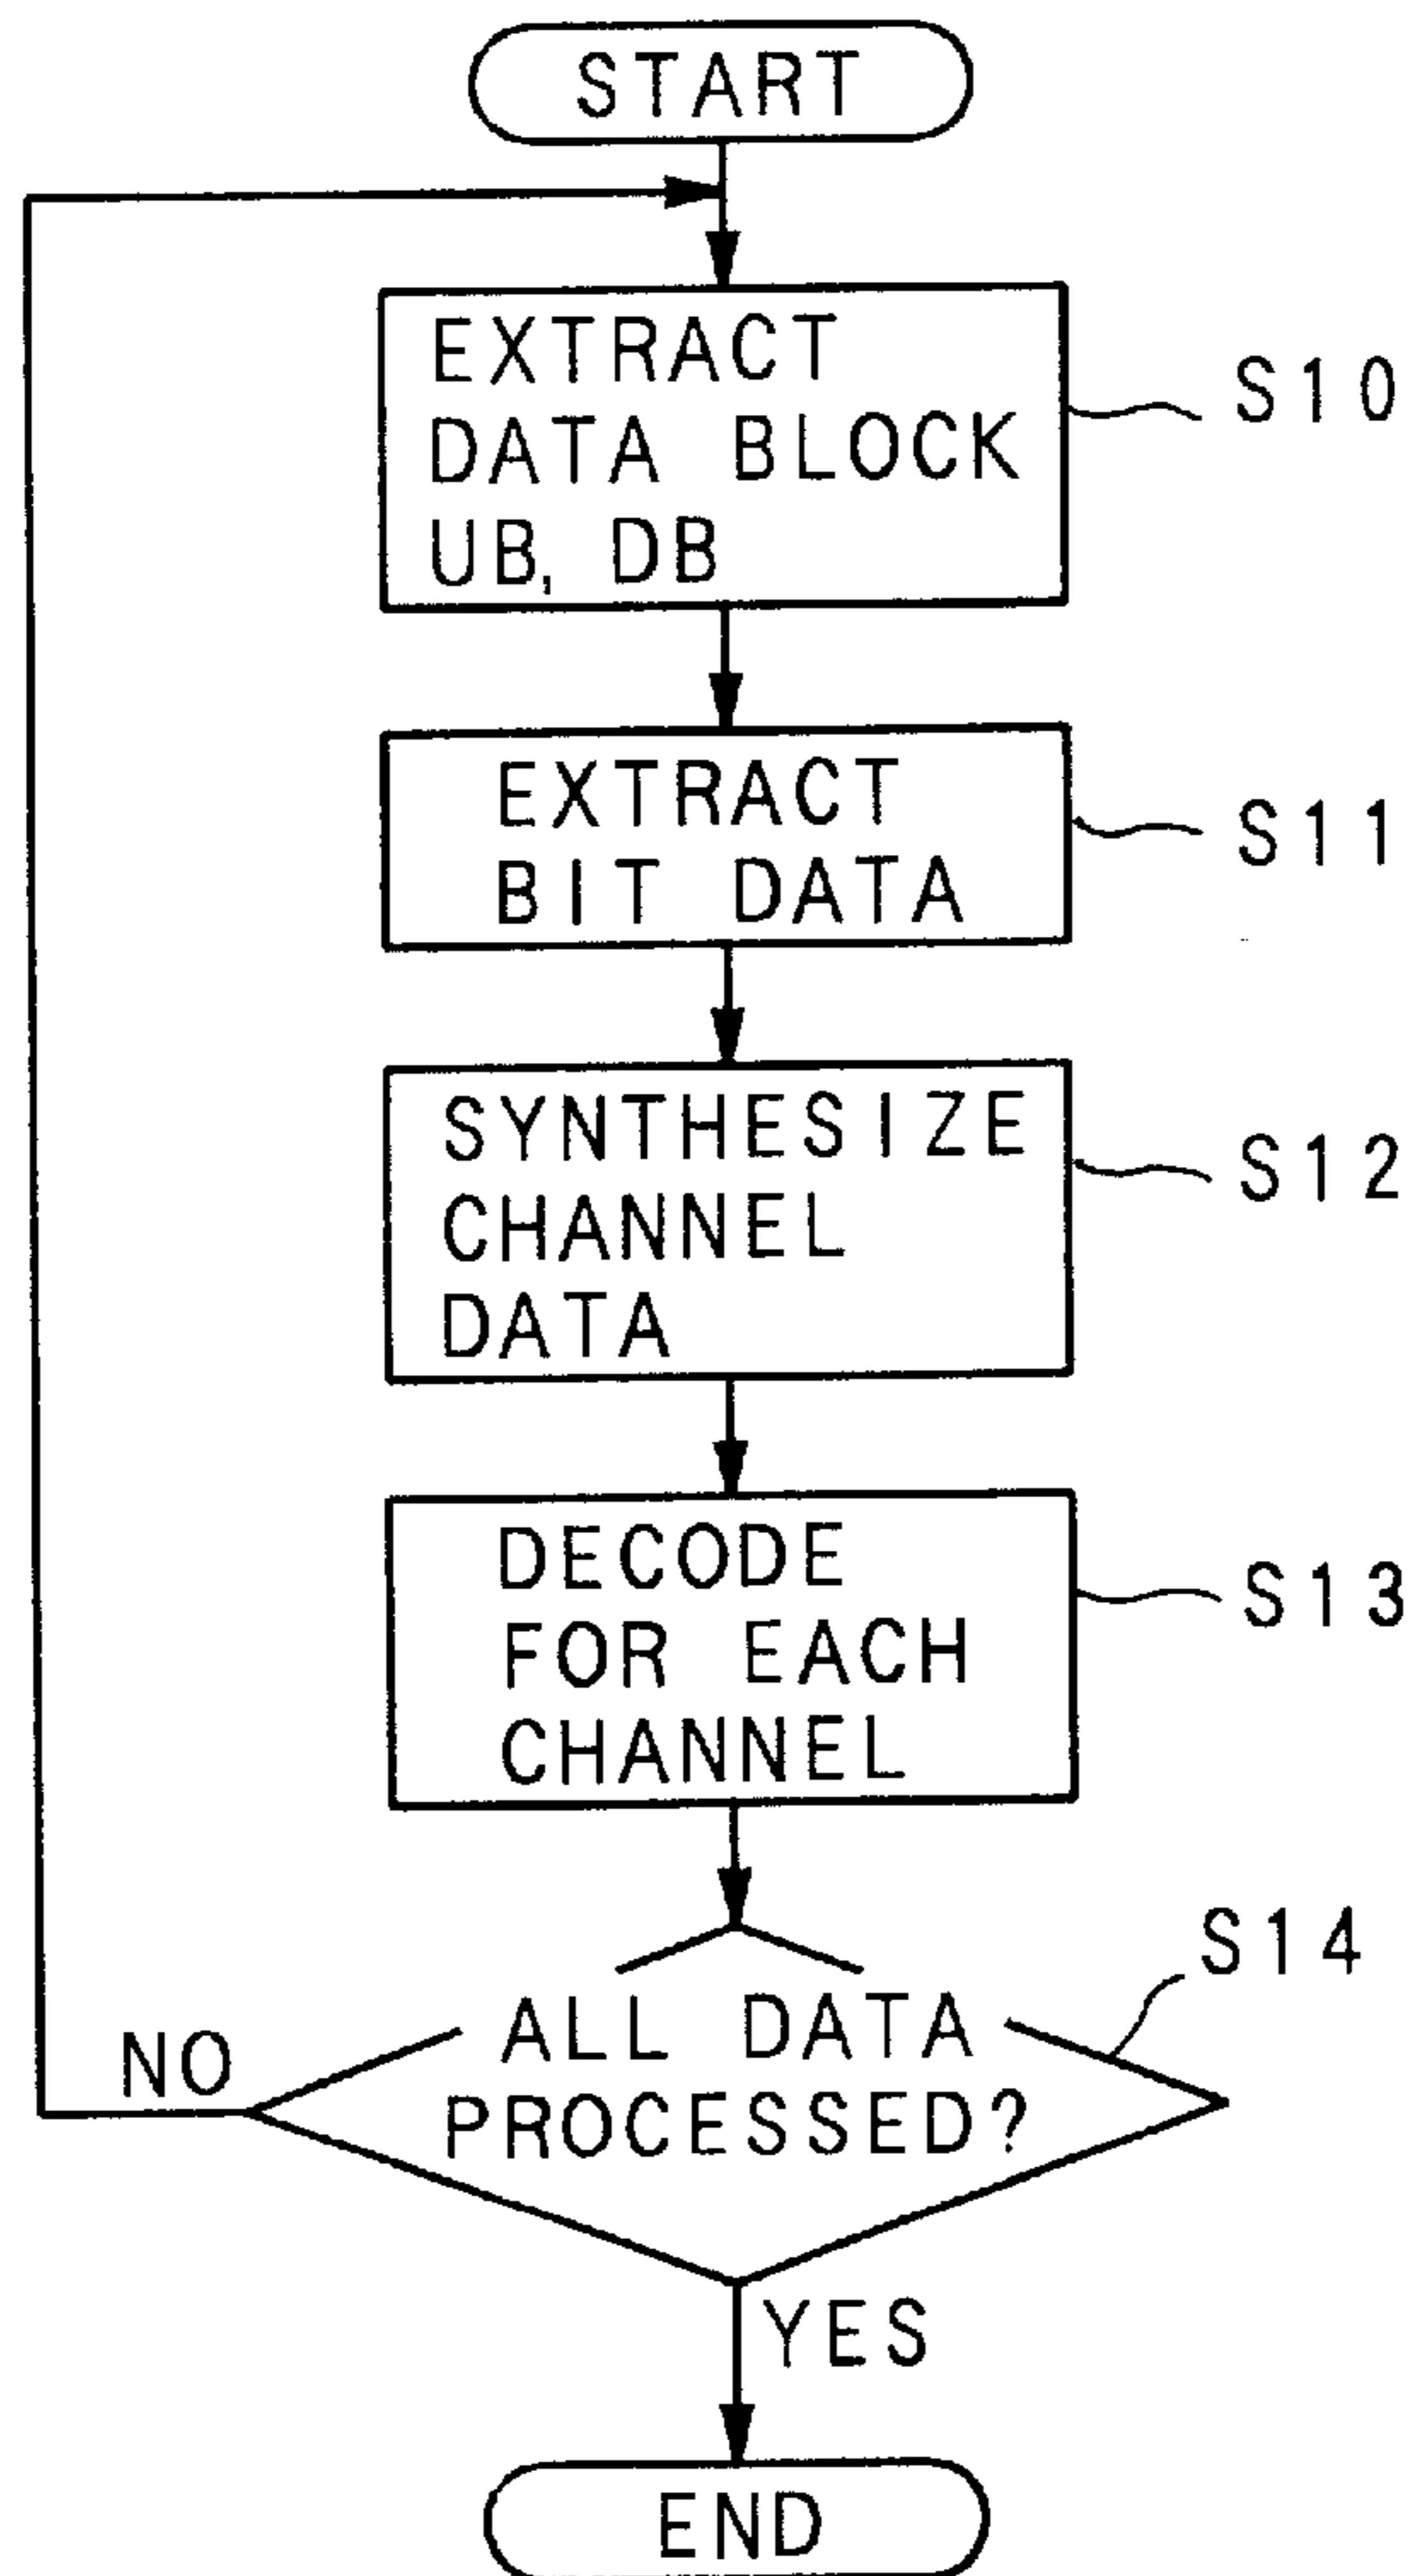 START
EXTRACT
DATA BLOCK
UB, DB
S10
EXTRACT
BIT DATA
S11
SYNTHESIZE
CHANNEL
DATA
S12
DECODE
FOR EACH
CHANNEL
S13
ALL DATA
PROCESSED?
S14
NO
YES
END